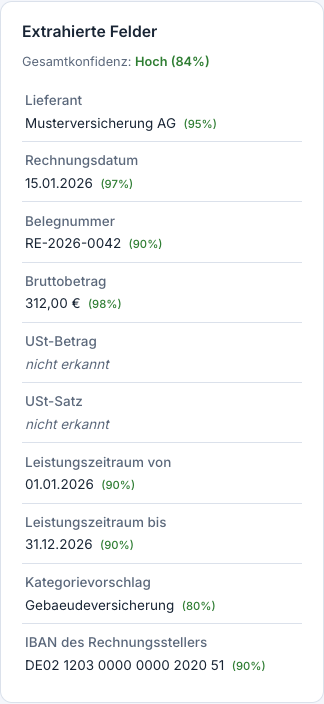 Extrahierte Felder
Gesamtkonfidenz: Hoch (84%)
Lieferant
Musterversicherung AG (95%)
Rechnungsdatum
15.01.2026 (97%)
Belegnummer
RE-2026-0042 (90%)
Bruttobetrag
312,00 € (98%)
USt-Betrag
nicht erkannt
USt-Satz
nicht erkannt
Leistungszeitraum von
01.01.2026 (90%)
Leistungszeitraum bis
31.12.2026 (90%)
Kategorievorschlag
Gebaeudeversicherung (80%)
IBAN des Rechnungsstellers
DE02 1203 0000 0000 2020 51 (90%)